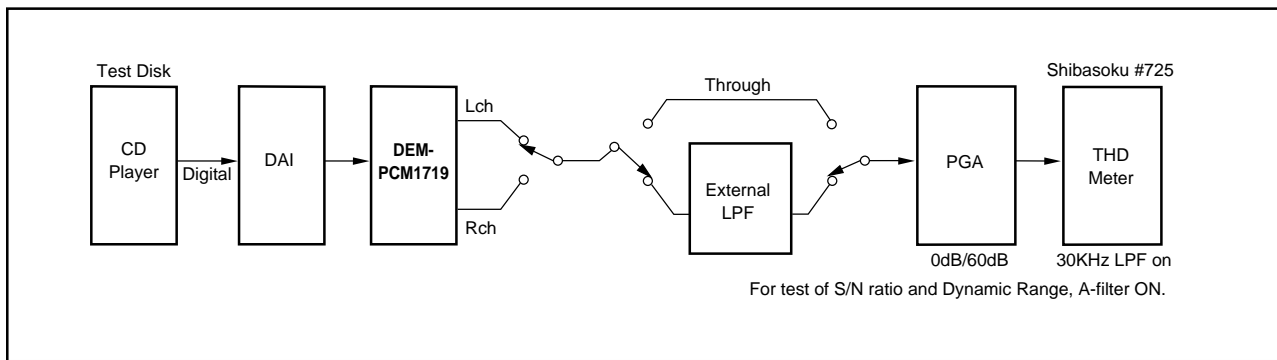 Test Disk
CD
Player
Digital
DAI
DEM-
PCM1719
Lch
Rch
Through
External
LPF
PGA
0dB/60dB
Shibasoku #725
THD
Meter
30KHz LPF on
For test of S/N ratio and Dynamic Range, A-filter ON.